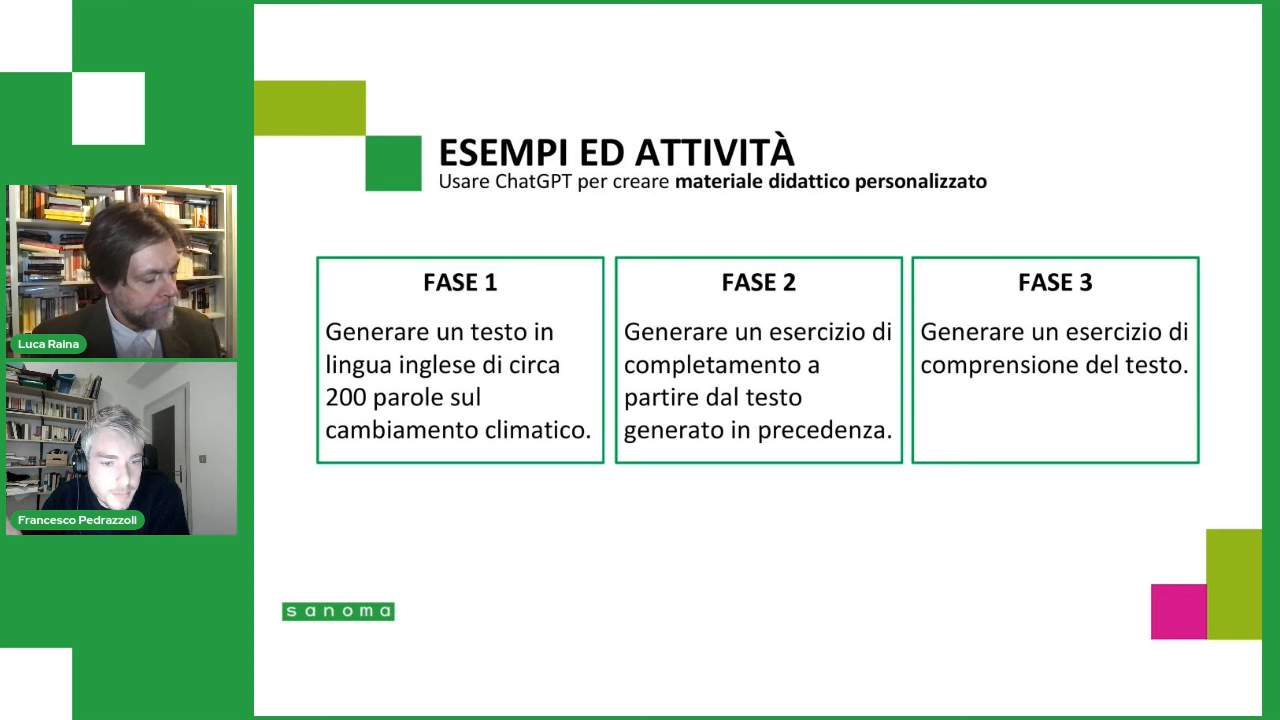 ESEMPI ED ATTIVITÀ
Usare ChatGPT per creare materiale didattico personalizzato
FASE 1
Generare un testo in
lingua inglese di circa
200 parole sul
cambiamento climatico.
FASE 2
Generare un esercizio di
completamento a
partire dal testo
generato in precedenza.
FASE 3
Generare un esercizio di
comprensione del testo.
Luca Raina
Francesco Pedrazzoli
sanoma